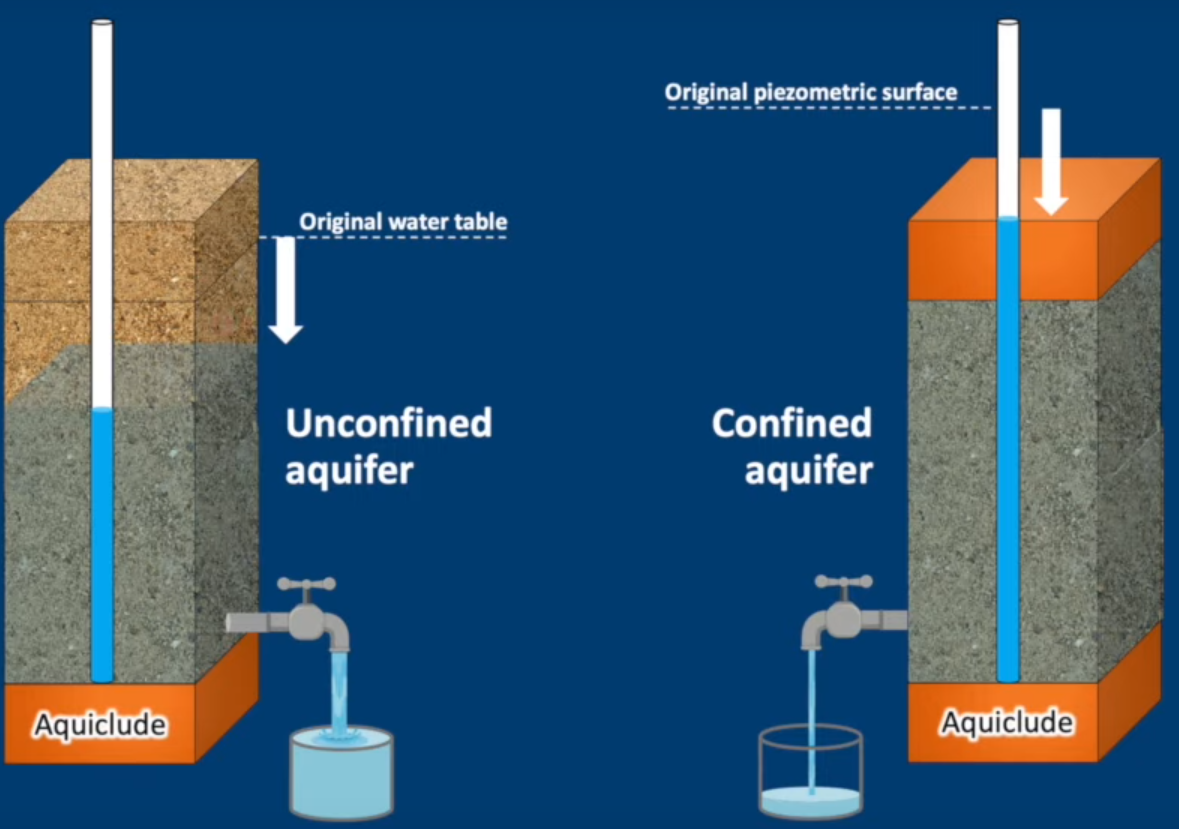 Original piezometric surface
Original water table
Unconfined
aquifer
Confined
aquifer
Aquiclude
Aquiclude